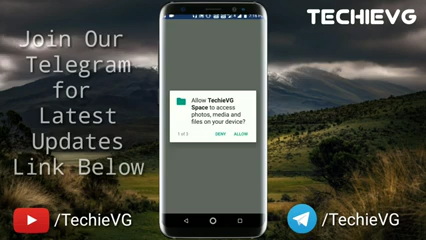 TECHIEVG
Join Our
Telegram
for
Latest
Updates
Link Below
Allow TechieVG
Space to access
photos, media and
files on your device?
1 of 3
DENY
ALLOW
/TechieVG
/TechieVG